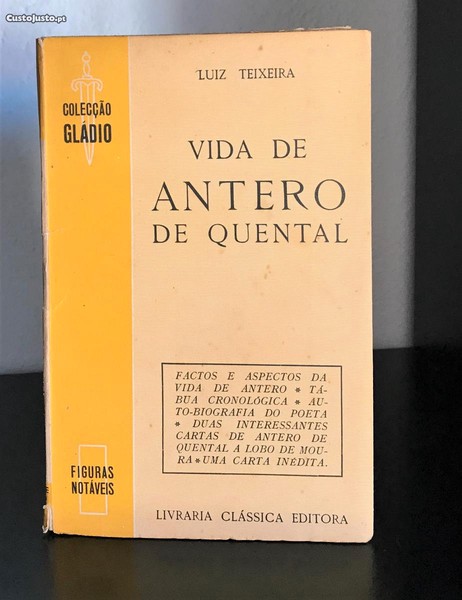 CustoJusto.pt
LUIZ TEIXEIRA
COLECÇÃO
GLÁDIO
VIDA DE
ANTERO
DE QUENTAL
FACTOS E ASPECTOS DA
VIDA DE ANTERO * TÁ-
BUA CRONOLÓGICA * AU-
TO-BIOGRAFIA DO POETA
* DUAS INTERESSANTES
CARTAS DE ANTERO DE
QUENTAL A LOBO DE MOU-
RA * UMA CARTA INÉDITA.
FIGURAS
NOTÁVEIS
LIVRARIA CLÁSSICA EDITORA